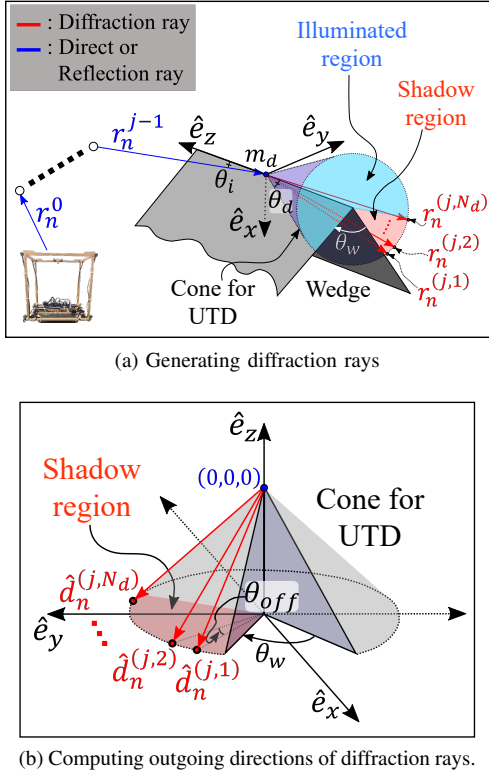 : Diffraction ray
: Direct or
Reflection ray
Illuminated
region
Shadow
region
r_n^{j-1}
r_n^0
ê_z
m_d
ê_y
θ_i
θ_d
ê_x
θ_w
r_n^{(j,N_d)}
r_n^{(j,2)}
r_n^{(j,1)}
Cone for
UTD
Wedge
(a) Generating diffraction rays
ê_z
(0,0,0)
Shadow
region
Cone for
UTD
d̂_n^{(j,N_d)}
θ_{off}
ê_y
d̂_n^{(j,2)}
d̂_n^{(j,1)}
θ_w
ê_x
(b) Computing outgoing directions of diffraction rays.